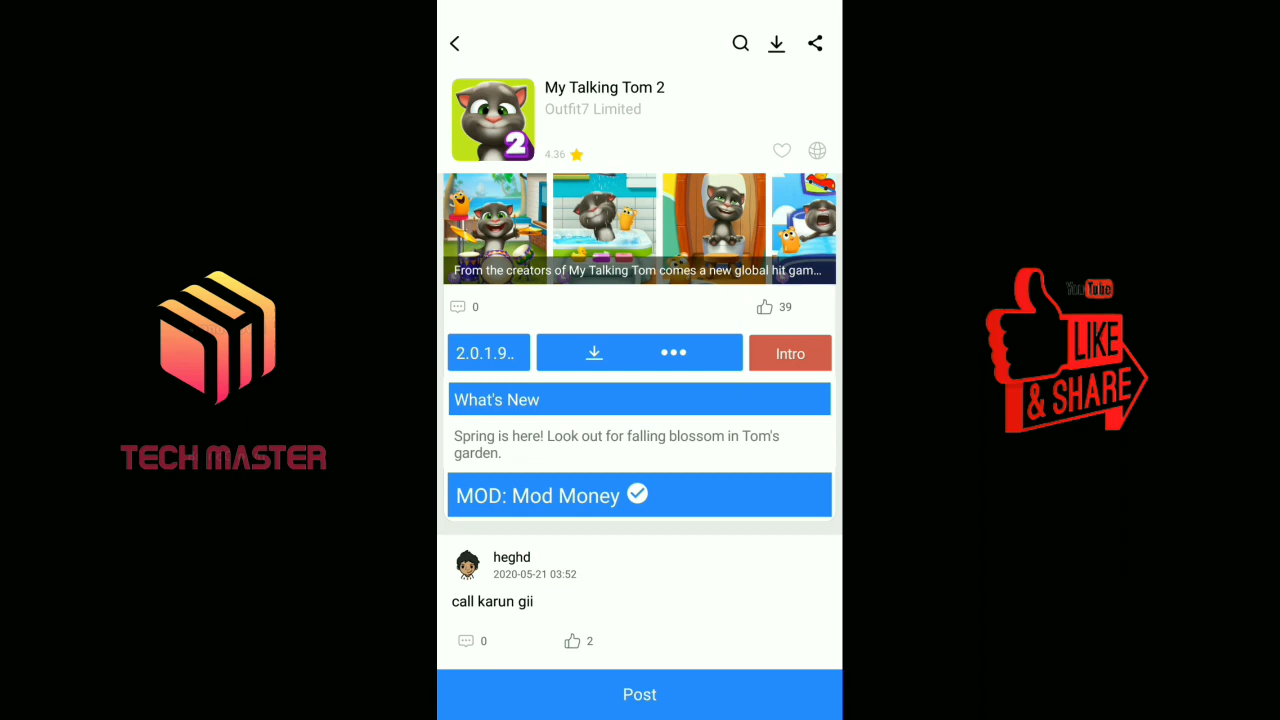 My Talking Tom 2
Outfit7 Limited
4.36
2
From the creators of My Talking Tom comes a new global hit gam...
0
39
2.0.1.9..
Intro
What's New
Spring is here! Look out for falling blossom in Tom's
garden.
MOD: Mod Money
heghd
2020-05-21 03:52
call karun gii
0
2
Post
TECH MASTER
YouTube
LIKE
& SHARE